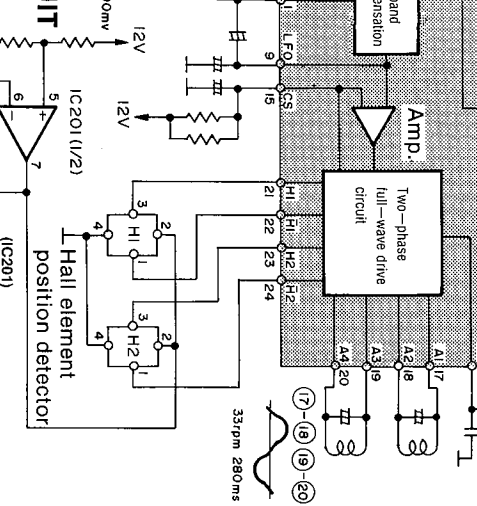 band
ensation
LFO
9
15
CS
Amp.
Two-phase
full-wave drive
circuit
12V
12V
IC201 (1/2)
5
6
7
+
−
(IC201)
21
H1
22
H̅1
23
H2
24
H̅2
3
4
H1
2
1
3
4
H2
2
1
Hall element
position detector
A4 20
A3 19
A2 18
A1 17
17-18 19-20
33rpm 280ms